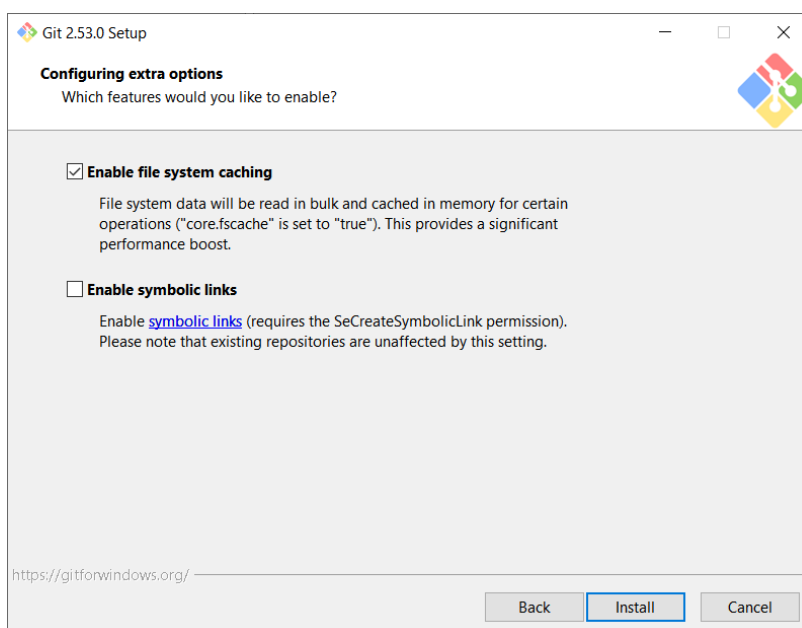 Git 2.53.0 Setup
Configuring extra options
Which features would you like to enable?
Enable file system caching
File system data will be read in bulk and cached in memory for certain
operations ("core.fscache" is set to "true"). This provides a significant
performance boost.
Enable symbolic links
Enable symbolic links (requires the SeCreateSymbolicLink permission).
Please note that existing repositories are unaffected by this setting.
https://gitforwindows.org/
Back
Install
Cancel